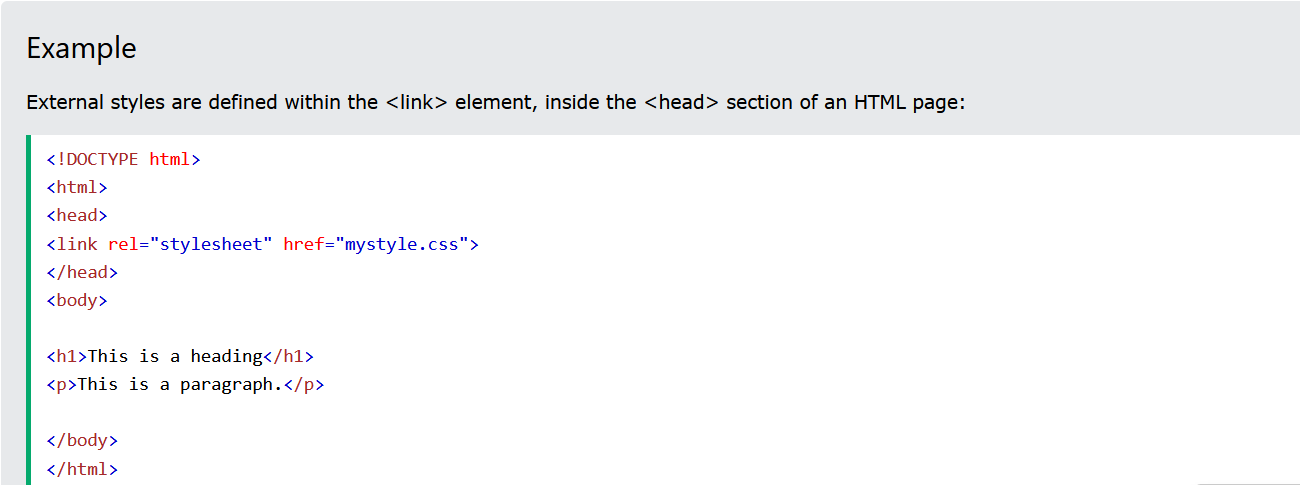 Example
External styles are defined within the <link> element, inside the <head> section of an HTML page:
<!DOCTYPE html>
<html>
<head>
<link rel="stylesheet" href="mystyle.css">
</head>
<body>
<h1>This is a heading</h1>
<p>This is a paragraph.</p>
</body>
</html>